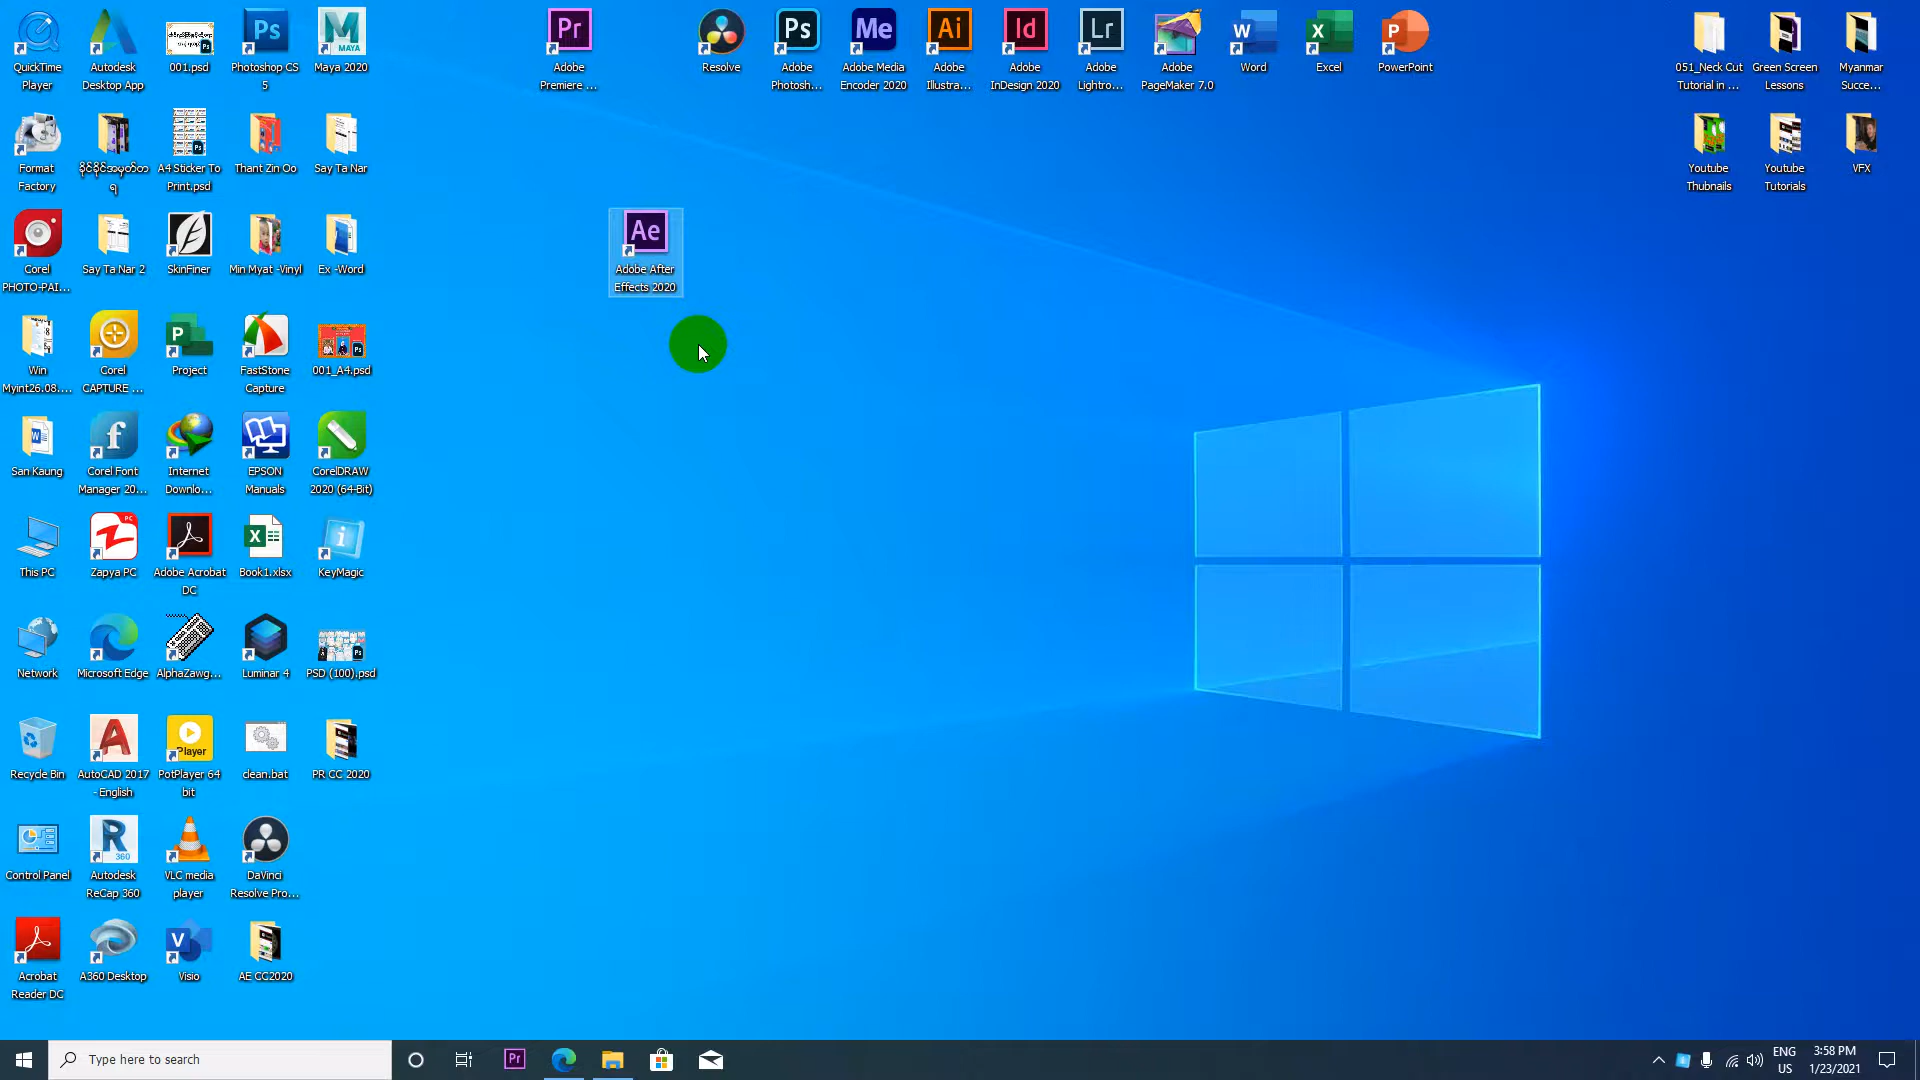 QuickTime
Player
Autodesk
Desktop App
001.psd
Photoshop CS
5
Maya 2020
Adobe
Premiere ...
Resolve
Adobe
Photosh...
Adobe Media
Encoder 2020
Adobe
Illustra...
Adobe
InDesign 2020
Adobe
Lightro...
Adobe
PageMaker 7.0
Word
Excel
PowerPoint
051_Neck Cut
Tutorial in ...
Green Screen
Lessons
Myanmar
Succe...
Format
Factory
A4 Sticker To
Print.psd
Thant Zin Oo
Say Ta Nar
Youtube
Thubnails
Youtube
Tutorials
VFX
Corel
PHOTO-PAI...
Say Ta Nar 2
SkinFiner
Min Myat -Vinyl
Ex -Word
Adobe After
Effects 2020
Win
Myint26.08....
Corel
CAPTURE ...
Project
FastStone
Capture
001_A4.psd
San Kaung
Corel Font
Manager 20...
Internet
Downlo...
EPSON
Manuals
CorelDRAW
2020 (64-Bit)
This PC
Zapya PC
Adobe Acrobat
DC
Book1.xlsx
KeyMagic
Network
Microsoft Edge
AlphaZawg...
Luminar 4
PSD (100).psd
Recycle Bin
AutoCAD 2017
- English
PotPlayer 64
bit
clean.bat
PR CC 2020
Control Panel
Autodesk
ReCap 360
VLC media
player
DaVinci
Resolve Pro...
Acrobat
Reader DC
A360 Desktop
Visio
AE CC2020
Type here to search
ENG
US
3:58 PM
1/23/2021